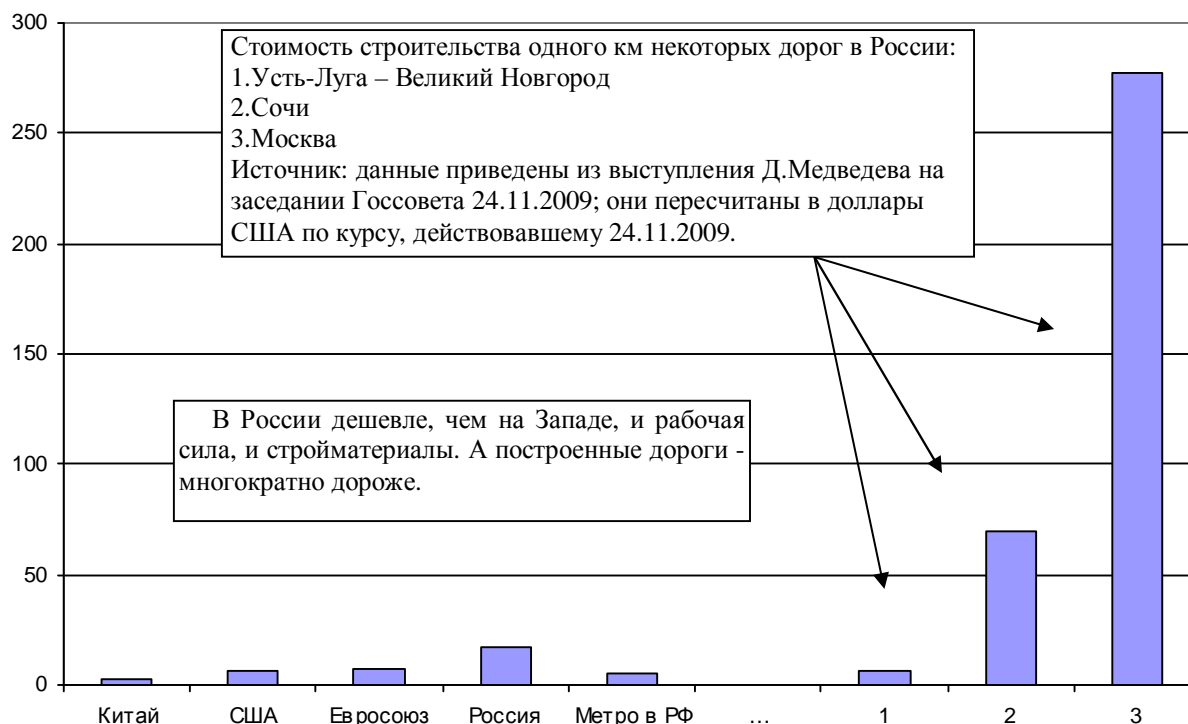 300
Стоимость строительства одного км некоторых дорог в России:
1.Усть-Луга – Великий Новгород
2.Сочи
3.Москва
Источник: данные приведены из выступления Д.Медведева на
заседании Госсовета 24.11.2009; они пересчитаны в доллары
США по курсу, действовавшему 24.11.2009.
250
200
150
В России дешевле, чем на Западе, и рабочая
сила, и стройматериалы. А построенные дороги -
многократно дороже.
100
50
0
Китай США Евросоюз Россия Метро в РФ ... 1 2 3